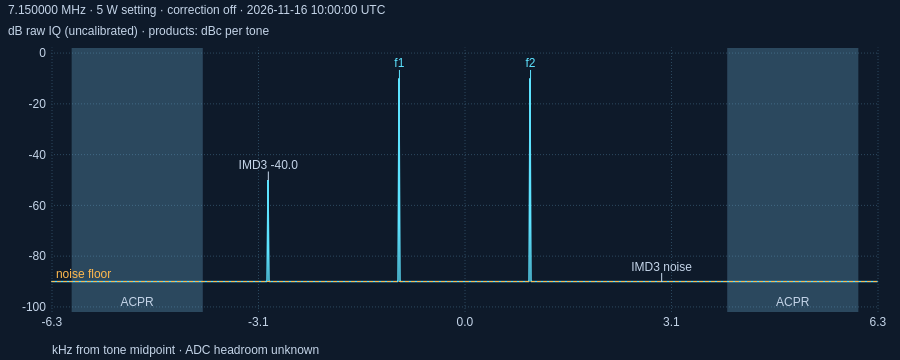 7.150000 MHz · 5 W setting · correction off · 2026-11-16 10:00:00 UTC
dB raw IQ (uncalibrated) · products: dBc per tone
0
f1
f2
-20
-40
IMD3 -40.0
-60
-80
IMD3 noise
noise floor
-100
ACPR
ACPR
-6.3
-3.1
0.0
3.1
6.3
kHz from tone midpoint · ADC headroom unknown